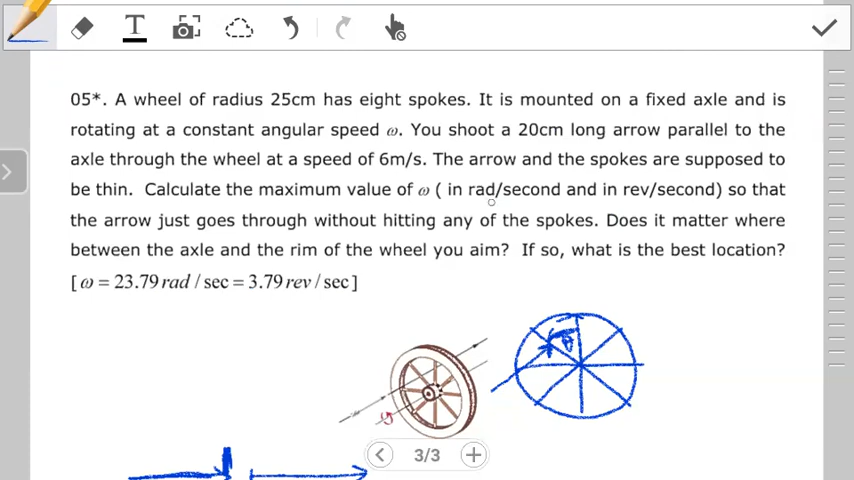 T
05*. A wheel of radius 25cm has eight spokes. It is mounted on a fixed axle and is
rotating at a constant angular speed ω. You shoot a 20cm long arrow parallel to the
axle through the wheel at a speed of 6m/s. The arrow and the spokes are supposed to
be thin. Calculate the maximum value of ω ( in rad/second and in rev/second) so that
the arrow just goes through without hitting any of the spokes. Does it matter where
between the axle and the rim of the wheel you aim? If so, what is the best location?
[ω = 23.79 rad / sec = 3.79 rev / sec]
θ
ω
3/3